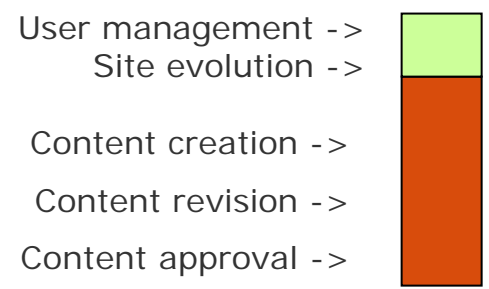 User management ->
Site evolution ->
Content creation ->
Content revision ->
Content approval ->